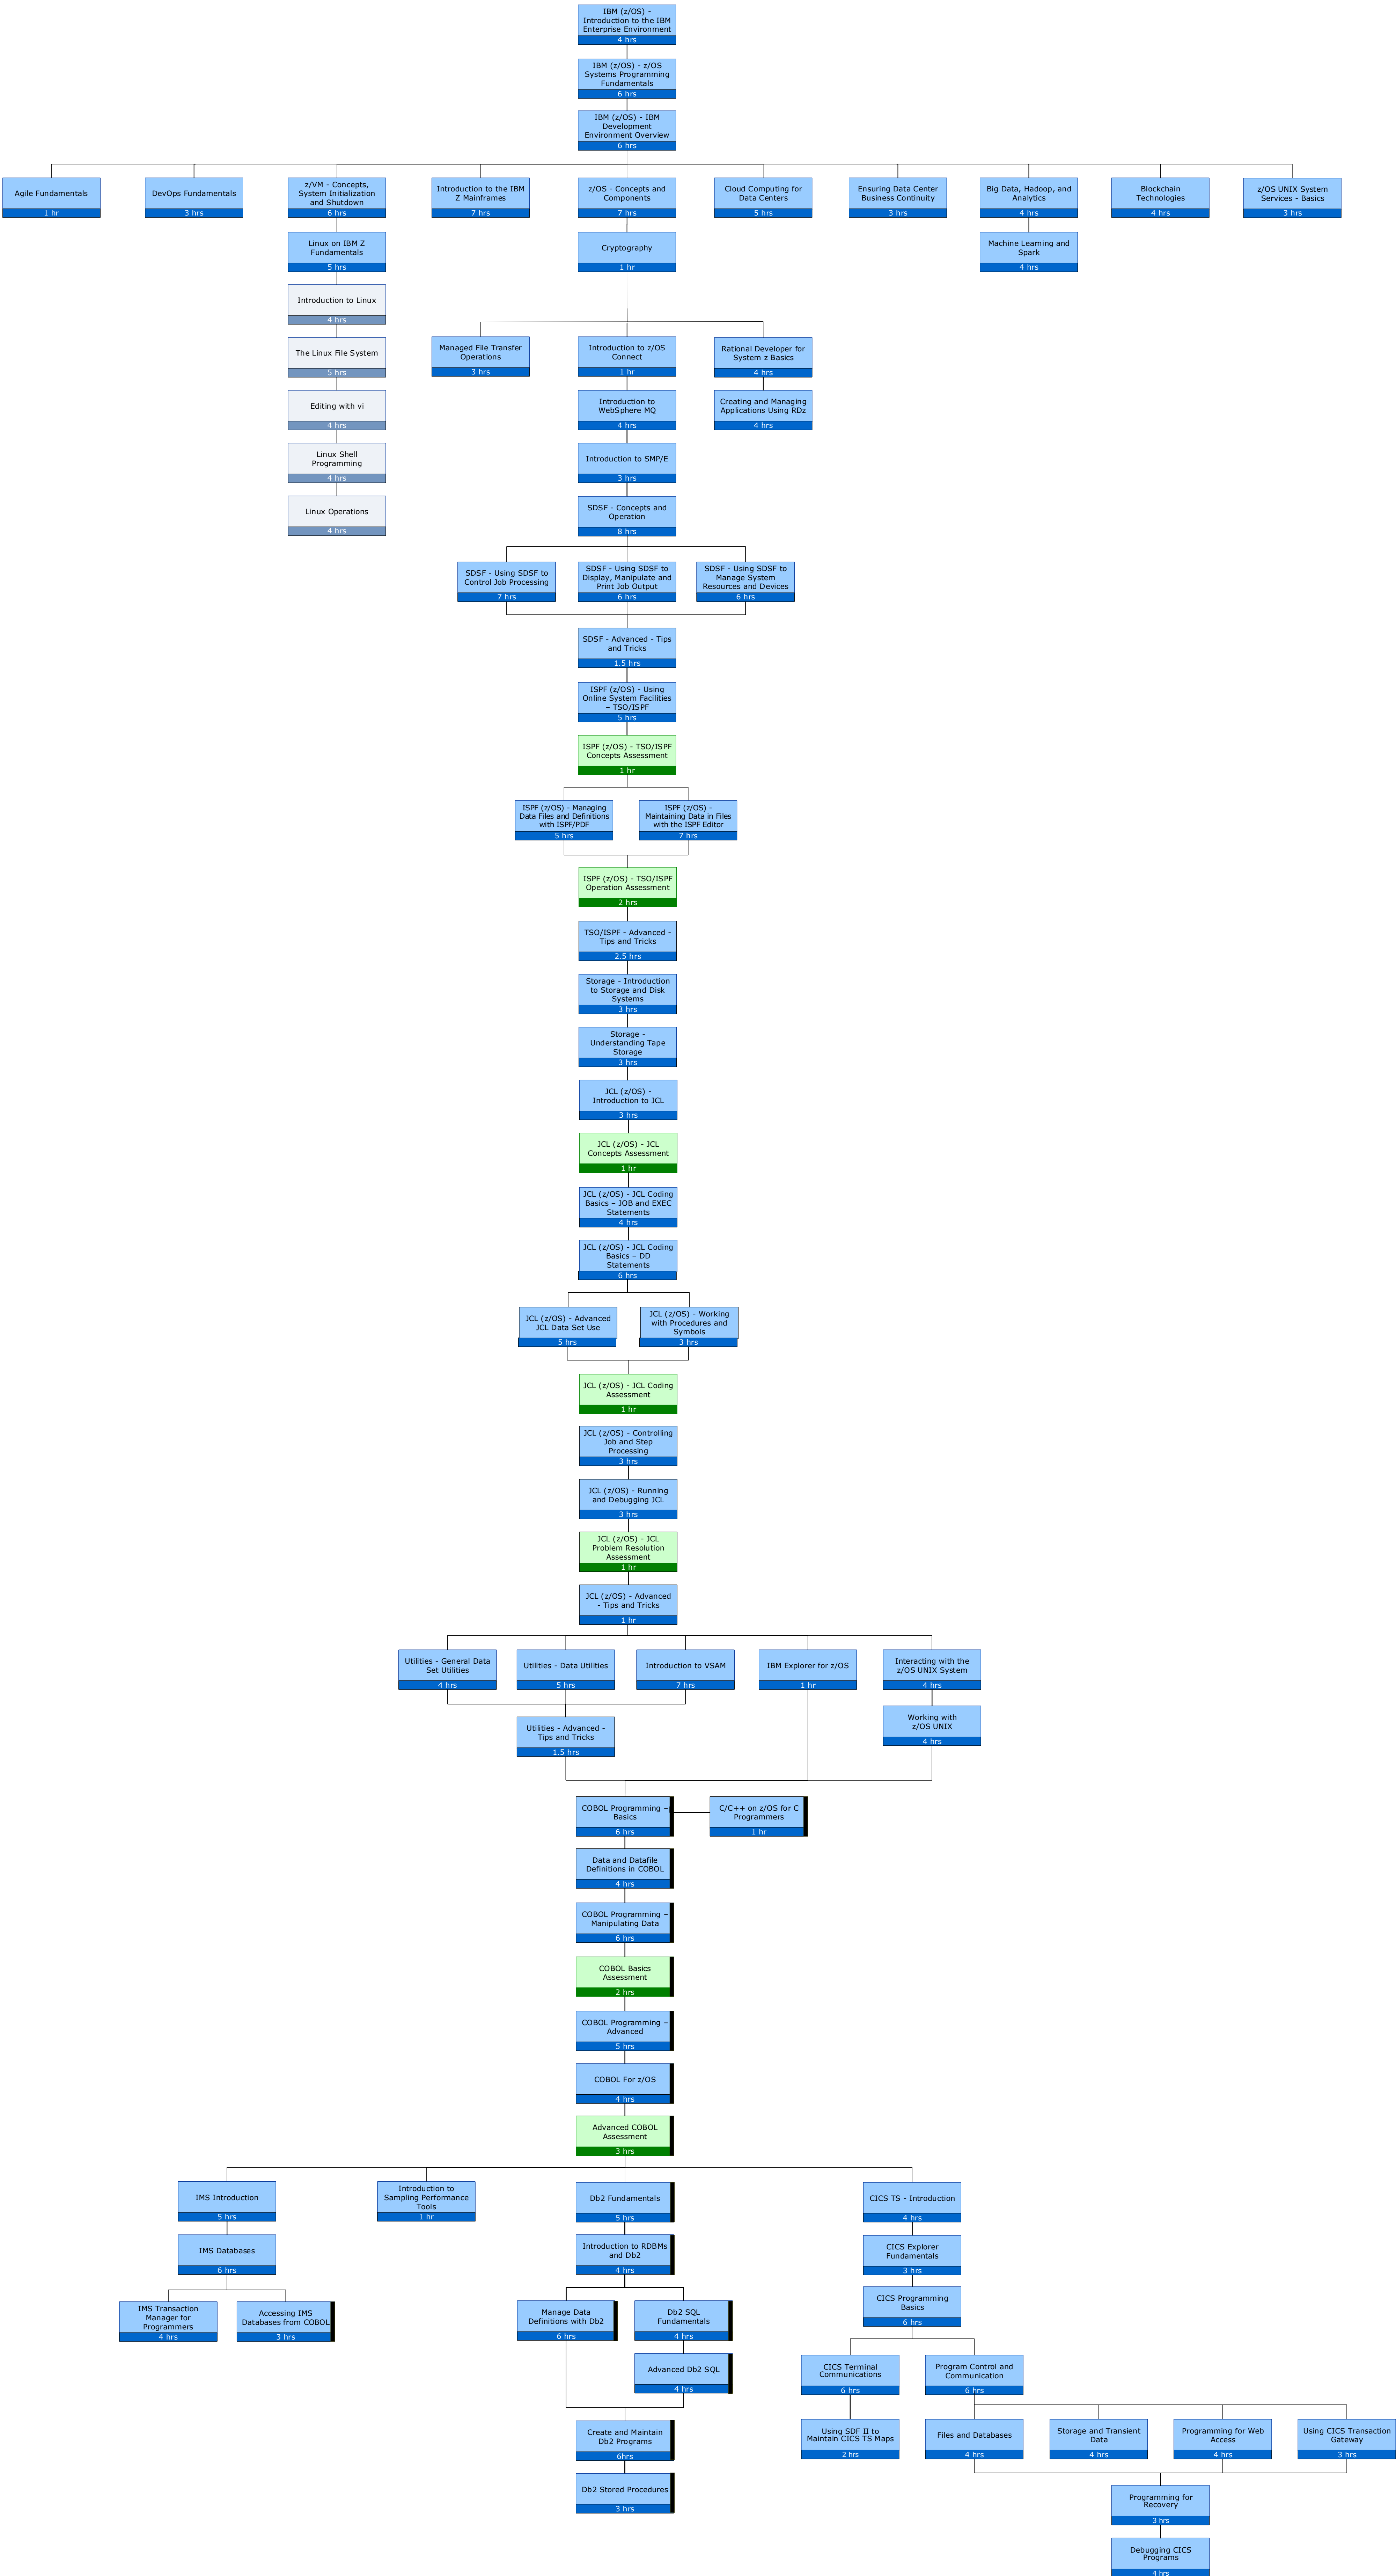 IBM (z/OS) -
Introduction to the IBM
Enterprise Environment
4 hrs
IBM (z/OS) - z/OS
Systems Programming
Fundamentals
6 hrs
IBM (z/OS) - IBM
Development
Environment Overview
6 hrs
Agile Fundamentals
1 hr
DevOps Fundamentals
3 hrs
z/VM - Concepts,
System Initialization
and Shutdown
6 hrs
Introduction to the IBM
Z Mainframes
7 hrs
z/OS - Concepts and
Components
7 hrs
Cloud Computing for
Data Centers
5 hrs
Ensuring Data Center
Business Continuity
3 hrs
Big Data, Hadoop, and
Analytics
4 hrs
Blockchain
Technologies
4 hrs
z/OS UNIX System
Services - Basics
3 hrs
Linux on IBM Z
Fundamentals
5 hrs
Cryptography
1 hr
Machine Learning and
Spark
4 hrs
Introduction to Linux
4 hrs
The Linux File System
5 hrs
Editing with vi
4 hrs
Linux Shell
Programming
4 hrs
Linux Operations
4 hrs
Managed File Transfer
Operations
3 hrs
Introduction to z/OS
Connect
1 hr
Rational Developer for
System z Basics
4 hrs
Introduction to
WebSphere MQ
4 hrs
Creating and Managing
Applications Using RDz
4 hrs
Introduction to SMP/E
3 hrs
SDSF - Concepts and
Operation
8 hrs
SDSF - Using SDSF to
Control Job Processing
7 hrs
SDSF - Using SDSF to
Display, Manipulate and
Print Job Output
6 hrs
SDSF - Using SDSF to
Manage System
Resources and Devices
6 hrs
SDSF - Advanced - Tips
and Tricks
1.5 hrs
ISPF (z/OS) - Using
Online System Facilities
– TSO/ISPF
5 hrs
ISPF (z/OS) - TSO/ISPF
Concepts Assessment
1 hr
ISPF (z/OS) - Managing
Data Files and Definitions
with ISPF/PDF
5 hrs
ISPF (z/OS) -
Maintaining Data in Files
with the ISPF Editor
7 hrs
ISPF (z/OS) - TSO/ISPF
Operation Assessment
2 hrs
TSO/ISPF - Advanced -
Tips and Tricks
2.5 hrs
Storage - Introduction
to Storage and Disk
Systems
3 hrs
Storage -
Understanding Tape
Storage
3 hrs
JCL (z/OS) -
Introduction to JCL
3 hrs
JCL (z/OS) - JCL
Concepts Assessment
1 hr
JCL (z/OS) - JCL Coding
Basics – JOB and EXEC
Statements
4 hrs
JCL (z/OS) - JCL Coding
Basics – DD
Statements
6 hrs
JCL (z/OS) - Advanced
JCL Data Set Use
5 hrs
JCL (z/OS) - Working
with Procedures and
Symbols
3 hrs
JCL (z/OS) - JCL Coding
Assessment
1 hr
JCL (z/OS) - Controlling
Job and Step
Processing
3 hrs
JCL (z/OS) - Running
and Debugging JCL
3 hrs
JCL (z/OS) - JCL
Problem Resolution
Assessment
1 hr
JCL (z/OS) - Advanced
- Tips and Tricks
1 hr
Utilities - General Data
Set Utilities
4 hrs
Utilities - Data Utilities
5 hrs
Introduction to VSAM
7 hrs
IBM Explorer for z/OS
1 hr
Interacting with the
z/OS UNIX System
4 hrs
Utilities - Advanced -
Tips and Tricks
1.5 hrs
Working with
z/OS UNIX
4 hrs
COBOL Programming –
Basics
6 hrs
C/C++ on z/OS for C
Programmers
1 hr
Data and Datafile
Definitions in COBOL
4 hrs
COBOL Programming –
Manipulating Data
6 hrs
COBOL Basics
Assessment
2 hrs
COBOL Programming –
Advanced
5 hrs
COBOL For z/OS
4 hrs
Advanced COBOL
Assessment
3 hrs
IMS Introduction
5 hrs
Introduction to
Sampling Performance
Tools
1 hr
Db2 Fundamentals
5 hrs
CICS TS - Introduction
4 hrs
IMS Databases
6 hrs
Introduction to RDBMs
and Db2
4 hrs
CICS Explorer
Fundamentals
3 hrs
IMS Transaction
Manager for
Programmers
4 hrs
Accessing IMS
Databases from COBOL
3 hrs
Manage Data
Definitions with Db2
6 hrs
Db2 SQL
Fundamentals
4 hrs
CICS Programming
Basics
6 hrs
Advanced Db2 SQL
4 hrs
CICS Terminal
Communications
6 hrs
Program Control and
Communication
6 hrs
Create and Maintain
Db2 Programs
6hrs
Using SDF II to
Maintain CICS TS Maps
2 hrs
Files and Databases
4 hrs
Storage and Transient
Data
4 hrs
Programming for Web
Access
4 hrs
Using CICS Transaction
Gateway
3 hrs
Db2 Stored Procedures
3 hrs
Programming for
Recovery
3 hrs
Debugging CICS
Programs
4 hrs